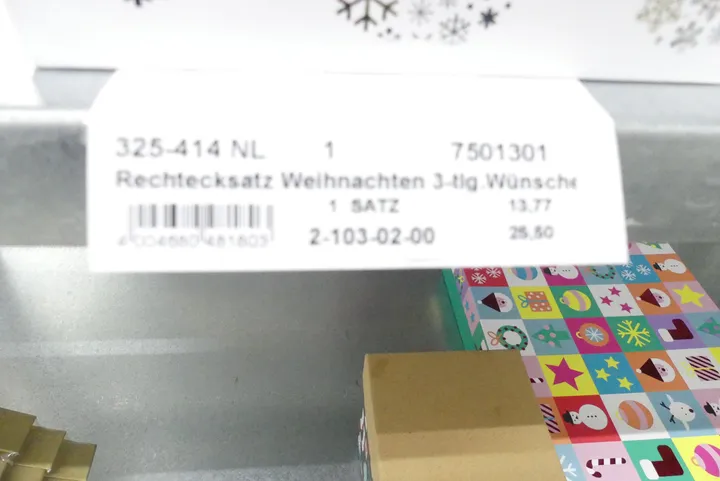 325-414 NL 1 7501301
Rechtecksatz Weihnachten 3-tlg.Wünsche
1 SATZ 13,77
2-103-02-00 25,50